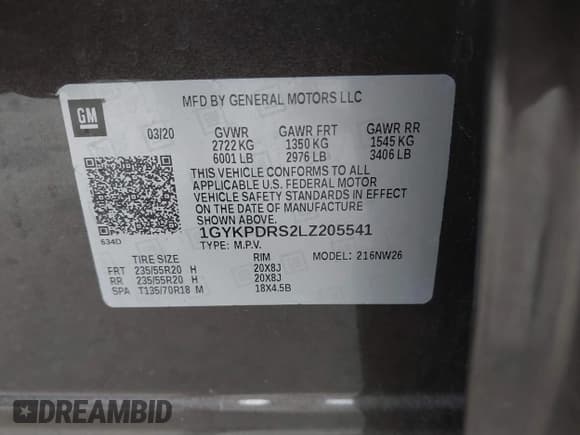 GM
MFD BY GENERAL MOTORS LLC
03/20 GVWR GAWR FRT GAWR RR
2722 KG 1350 KG 1545 KG
6001 LB 2976 LB 3406 LB
THIS VEHICLE CONFORMS TO ALL
APPLICABLE U.S. FEDERAL MOTOR
VEHICLE SAFETY STANDARDS IN EFFECT
ON THE DATE OF MANUFACTURE
SHOWN ABOVE.
634D
1GYKPDRS2LZ205541
TYPE: M.P.V. MODEL: 216NW26
TIRE SIZE RIM
FRT 235/55R20 H 20X8J
RR 235/55R20 H 20X8J
SPA T135/70R18 M 18X4.5B
DREAMBID